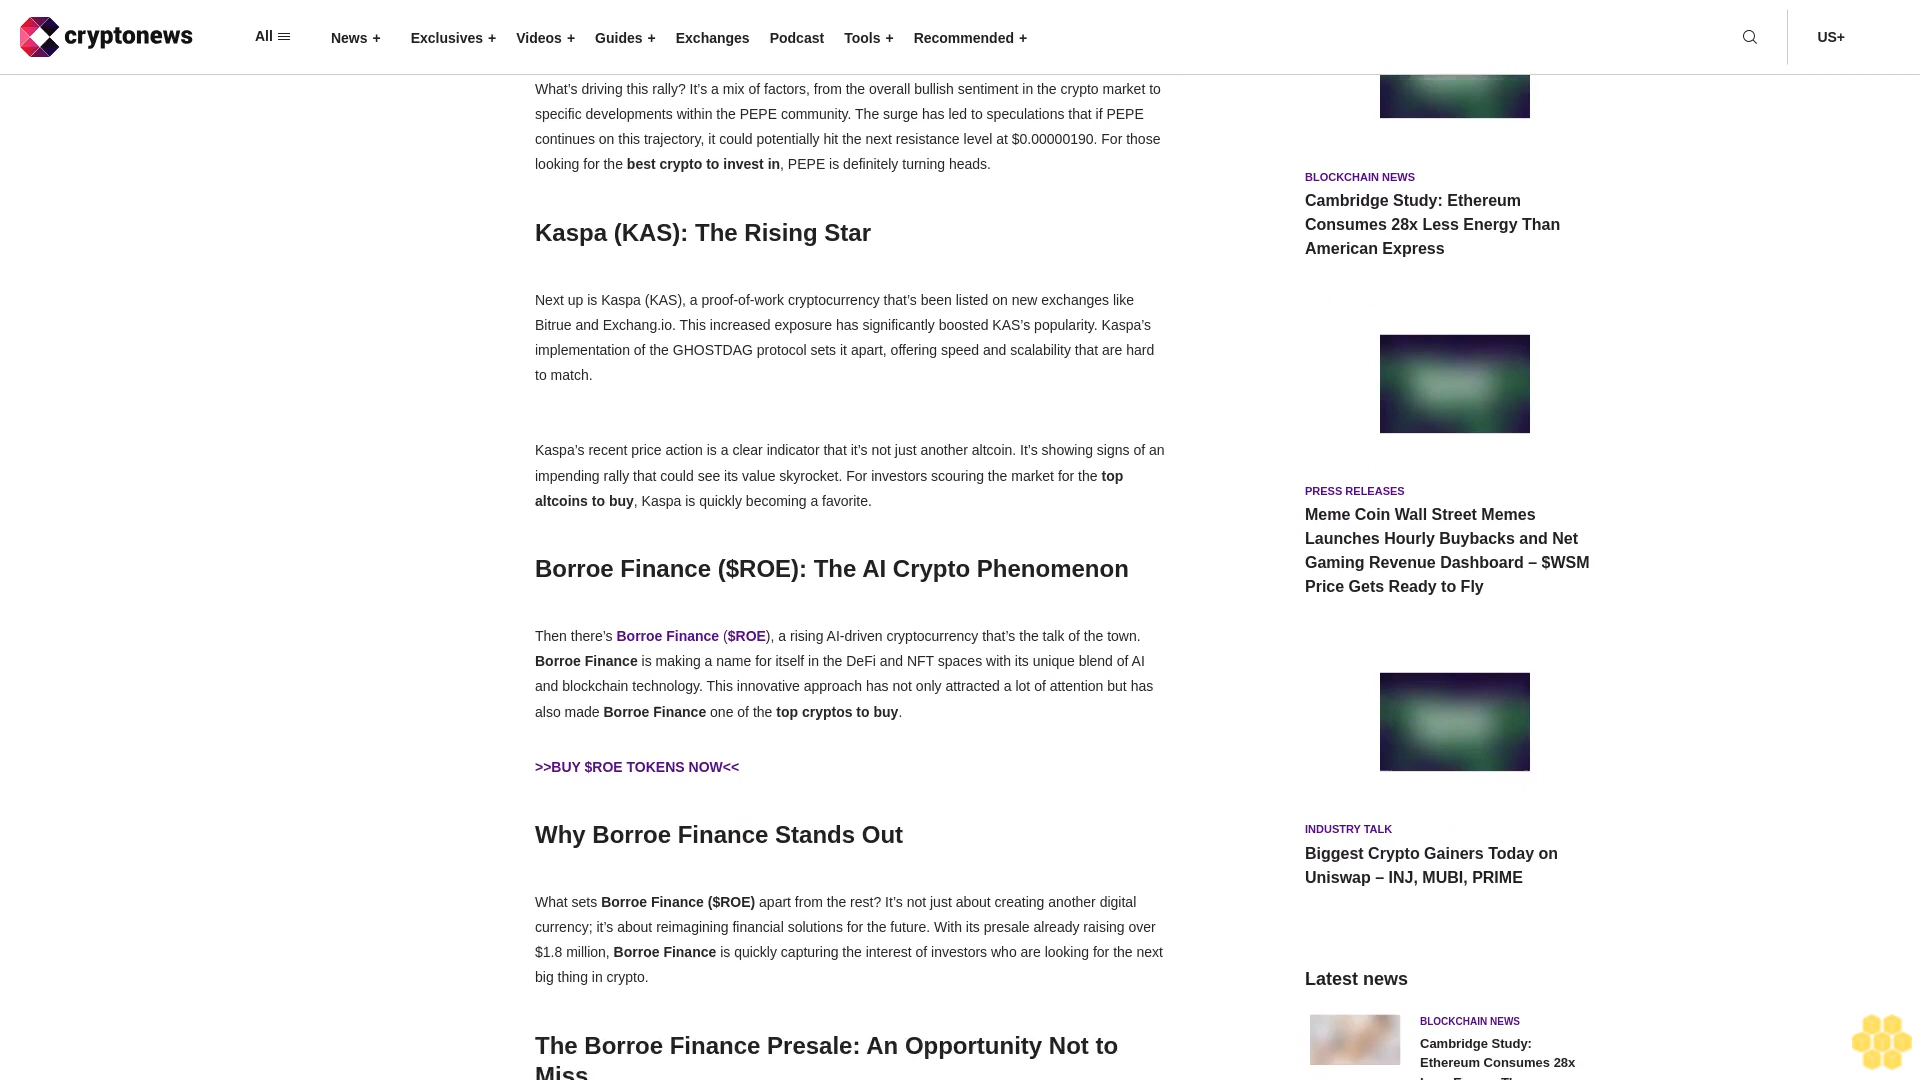 cryptonews
All
News +
Exclusives +
Videos +
Guides +
Exchanges
Podcast
Tools +
Recommended +
US+
What’s driving this rally? It’s a mix of factors, from the overall bullish sentiment in the crypto market to
specific developments within the PEPE community. The surge has led to speculations that if PEPE
continues on this trajectory, it could potentially hit the next resistance level at $0.00000190. For those
looking for the best crypto to invest in, PEPE is definitely turning heads.
Kaspa (KAS): The Rising Star
Next up is Kaspa (KAS), a proof-of-work cryptocurrency that’s been listed on new exchanges like
Bitrue and Exchang.io. This increased exposure has significantly boosted KAS’s popularity. Kaspa’s
implementation of the GHOSTDAG protocol sets it apart, offering speed and scalability that are hard
to match.
Kaspa’s recent price action is a clear indicator that it’s not just another altcoin. It’s showing signs of an
impending rally that could see its value skyrocket. For investors scouring the market for the top
altcoins to buy, Kaspa is quickly becoming a favorite.
Borroe Finance ($ROE): The AI Crypto Phenomenon
Then there’s Borroe Finance ($ROE), a rising AI-driven cryptocurrency that’s the talk of the town.
Borroe Finance is making a name for itself in the DeFi and NFT spaces with its unique blend of AI
and blockchain technology. This innovative approach has not only attracted a lot of attention but has
also made Borroe Finance one of the top cryptos to buy.
>>BUY $ROE TOKENS NOW<<
Why Borroe Finance Stands Out
What sets Borroe Finance ($ROE) apart from the rest? It’s not just about creating another digital
currency; it’s about reimagining financial solutions for the future. With its presale already raising over
$1.8 million, Borroe Finance is quickly capturing the interest of investors who are looking for the next
big thing in crypto.
The Borroe Finance Presale: An Opportunity Not to
Miss
BLOCKCHAIN NEWS
Cambridge Study: Ethereum
Consumes 28x Less Energy Than
American Express
PRESS RELEASES
Meme Coin Wall Street Memes
Launches Hourly Buybacks and Net
Gaming Revenue Dashboard – $WSM
Price Gets Ready to Fly
INDUSTRY TALK
Biggest Crypto Gainers Today on
Uniswap – INJ, MUBI, PRIME
Latest news
BLOCKCHAIN NEWS
Cambridge Study:
Ethereum Consumes 28x